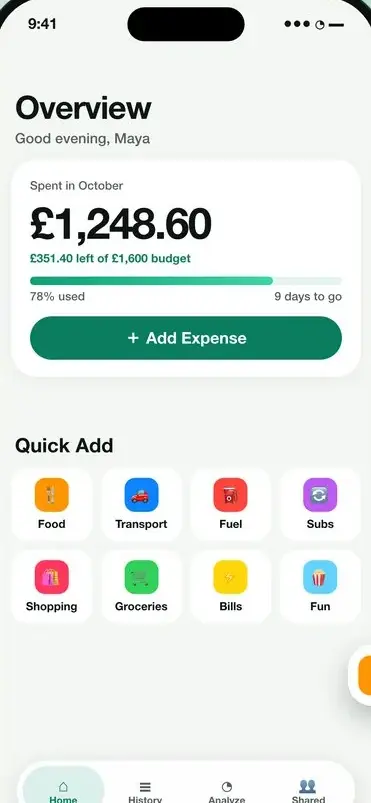 9:41
Overview
Good evening, Maya
Spent in October
£1,248.60
£351.40 left of £1,600 budget
78% used 9 days to go
+ Add Expense
Quick Add
Food Transport Fuel Subs
Shopping Groceries Bills Fun
Home History Analyze Shared